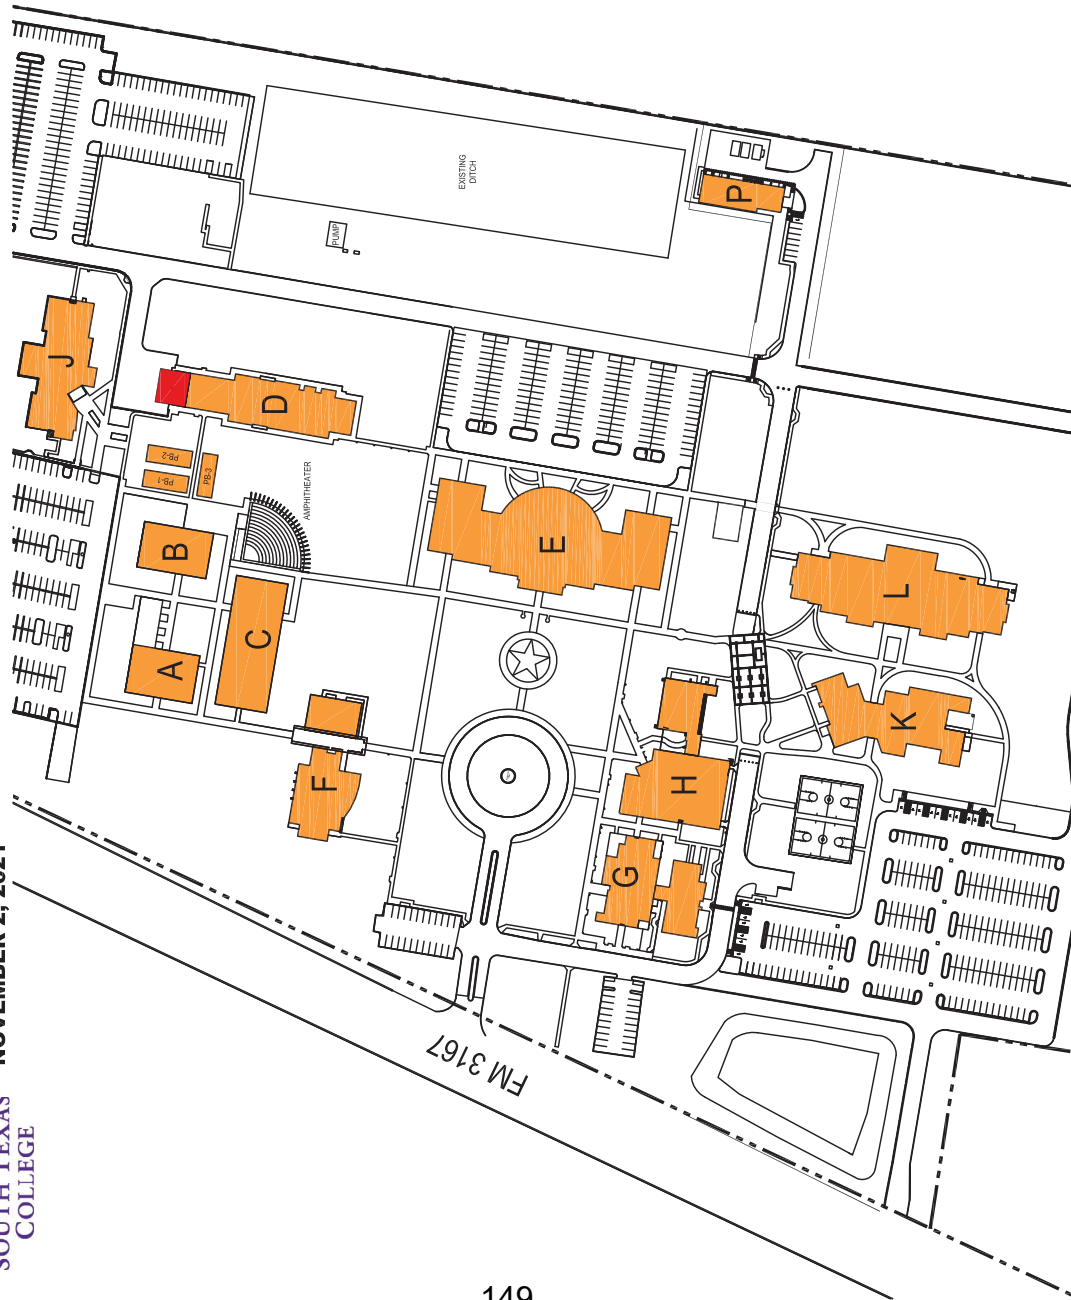 EXISTING
DITCH
PUMP
P
J
D
PB-2
PB-1
PB-3
AMPHITHEATER
B
E
A
C
L
F
K
H
G
FM 3167
NOVEMBER 2, 2021
SOUTH TEXAS
COLLEGE
149